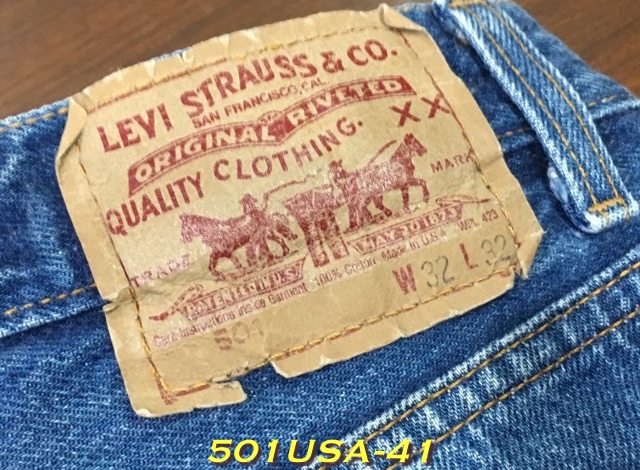 LEVI STRAUSS & CO.
SAN FRANCISCO, CAL.
ORIGINAL RIVETED
QUALITY CLOTHING. XX
TRADE MARK
Care Instructions Inside Garment 100% Cotton Made in U.S.A. WPL 423
501 W 32 L 32
501USA-41